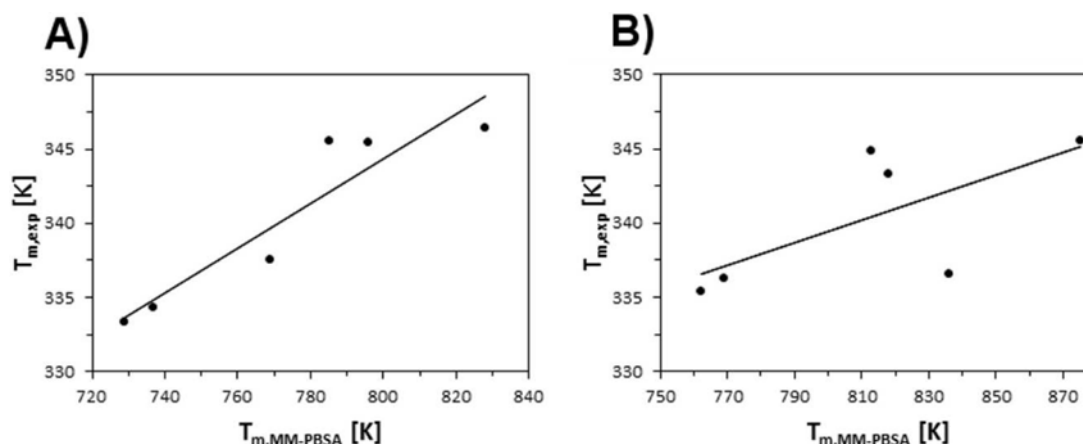 A)
350
345
340
335
330
T_m,exp [K]
720 740 760 780 800 820 840
T_m,MM-PBSA [K]
B)
350
345
340
335
330
T_m,exp [K]
750 770 790 810 830 850 870
T_m,MM-PBSA [K]